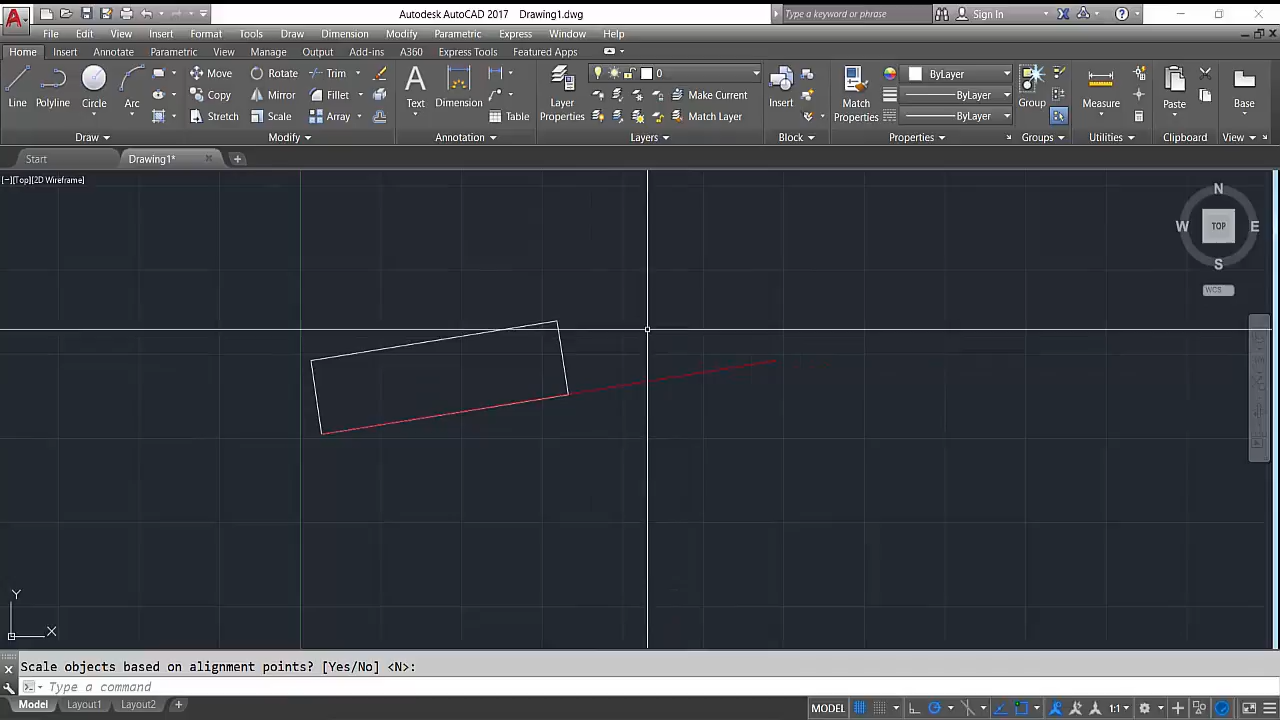 Autodesk AutoCAD 2017 Drawing1.dwg Type a keyword or phrase Sign In
File Edit View Insert Format Tools Draw Dimension Modify Parametric Express Window Help
Home Insert Annotate Parametric View Manage Output Add-ins A360 Express Tools Featured Apps
Line Polyline Circle Arc
Move Rotate Trim
Copy Mirror Fillet
Stretch Scale Array
Text Dimension Table
Layer Properties
0
Make Current
Match Layer
Insert
Match Properties
ByLayer
ByLayer
ByLayer
Group
Measure
Paste
Base
Draw Modify Annotation Layers Block Properties Groups Utilities Clipboard View
Start Drawing1*
[−][Top][2D Wireframe]
N
W TOP E
S
WCS
Y
X
Scale objects based on alignment points? [Yes/No] <N>:
Type a command
Model Layout1 Layout2 MODEL 1:1